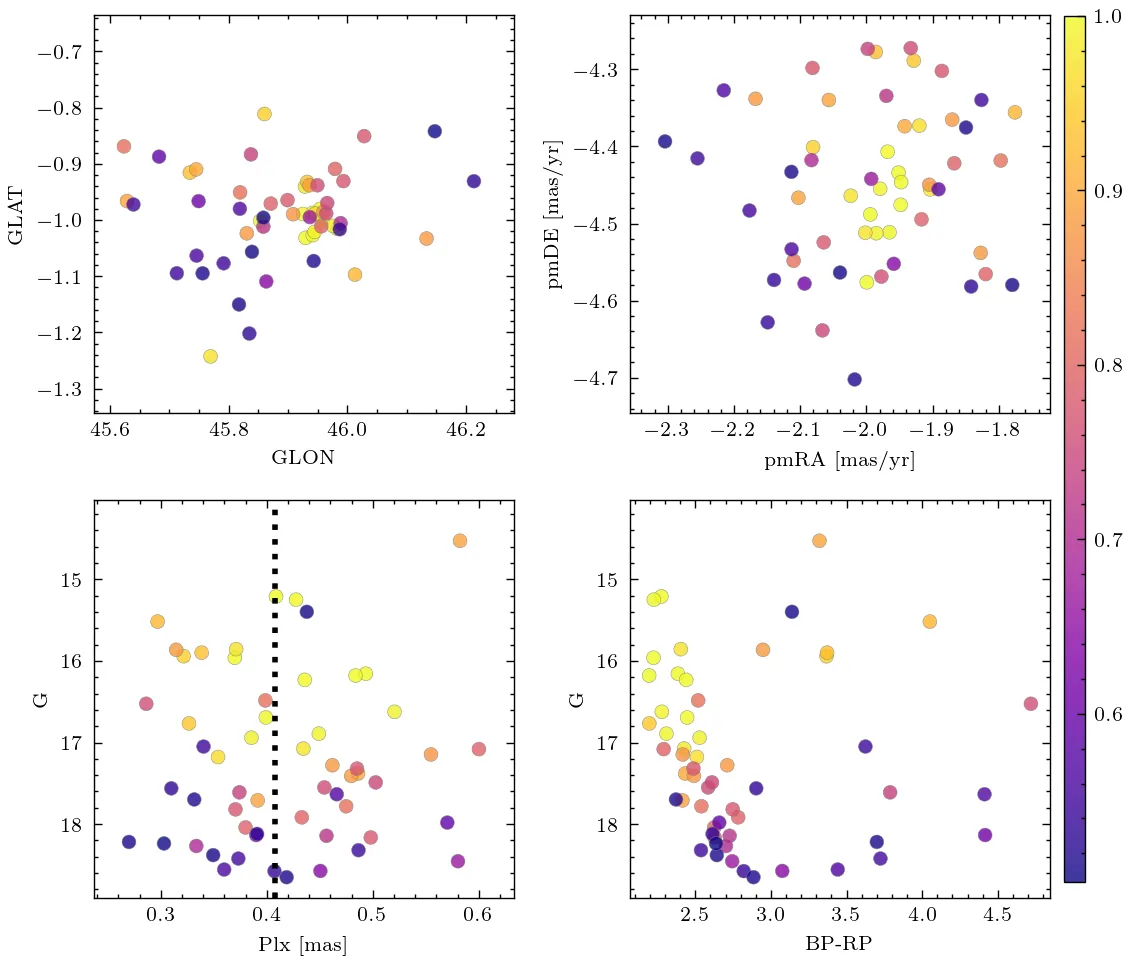 −0.7
−0.8
−0.9
−1.0
−1.1
−1.2
−1.3
GLAT
45.6 45.8 46.0 46.2
GLON
−4.3
−4.4
−4.5
−4.6
−4.7
pmDE [mas/yr]
−2.3 −2.2 −2.1 −2.0 −1.9 −1.8
pmRA [mas/yr]
15
16
17
18
G
0.3 0.4 0.5 0.6
Plx [mas]
15
16
17
18
G
2.5 3.0 3.5 4.0 4.5
BP-RP
1.0
0.9
0.8
0.7
0.6